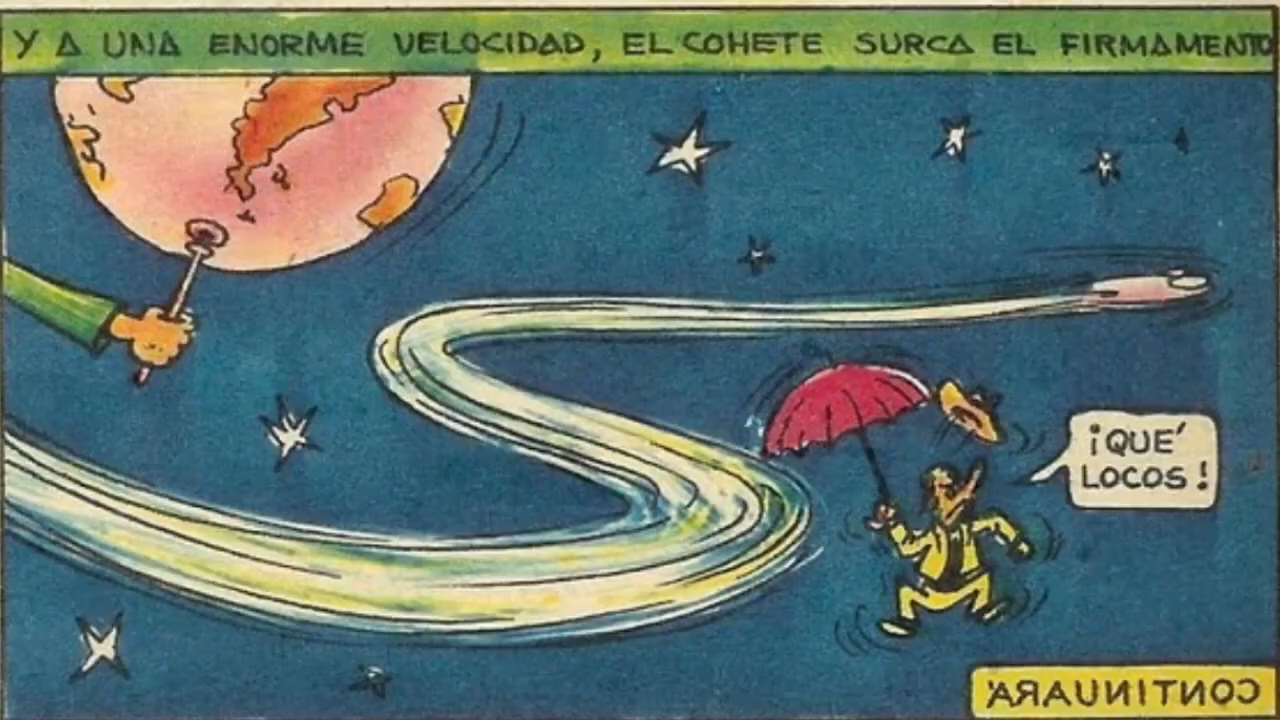 Y A UNA ENORME VELOCIDAD, EL COHETE SURCA EL FIRMAMENTO
¡QUE´
LOCOS!
CONTINUARA´